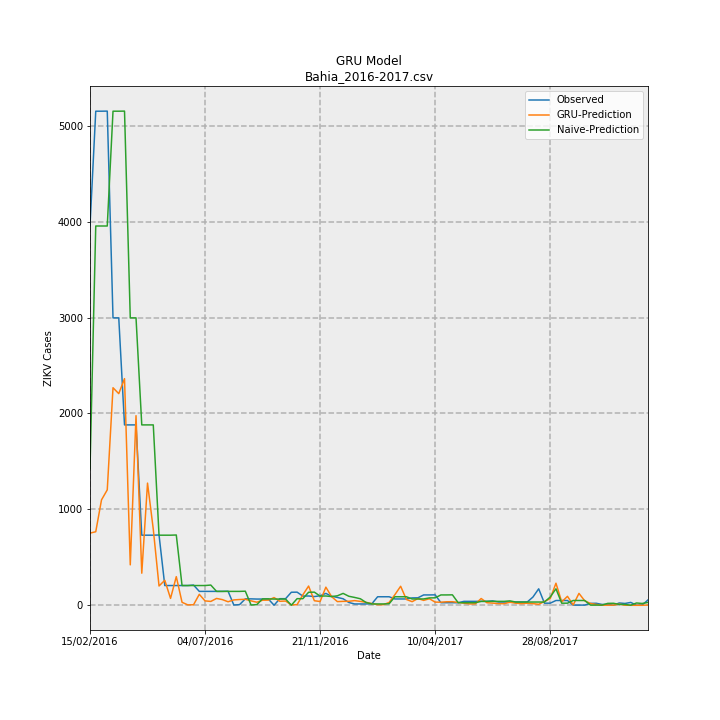 GRU Model
Bahia_2016-2017.csv
Observed
GRU-Prediction
Naive-Prediction
5000
4000
3000
2000
1000
0
ZIKV Cases
15/02/2016
04/07/2016
21/11/2016
10/04/2017
28/08/2017
Date